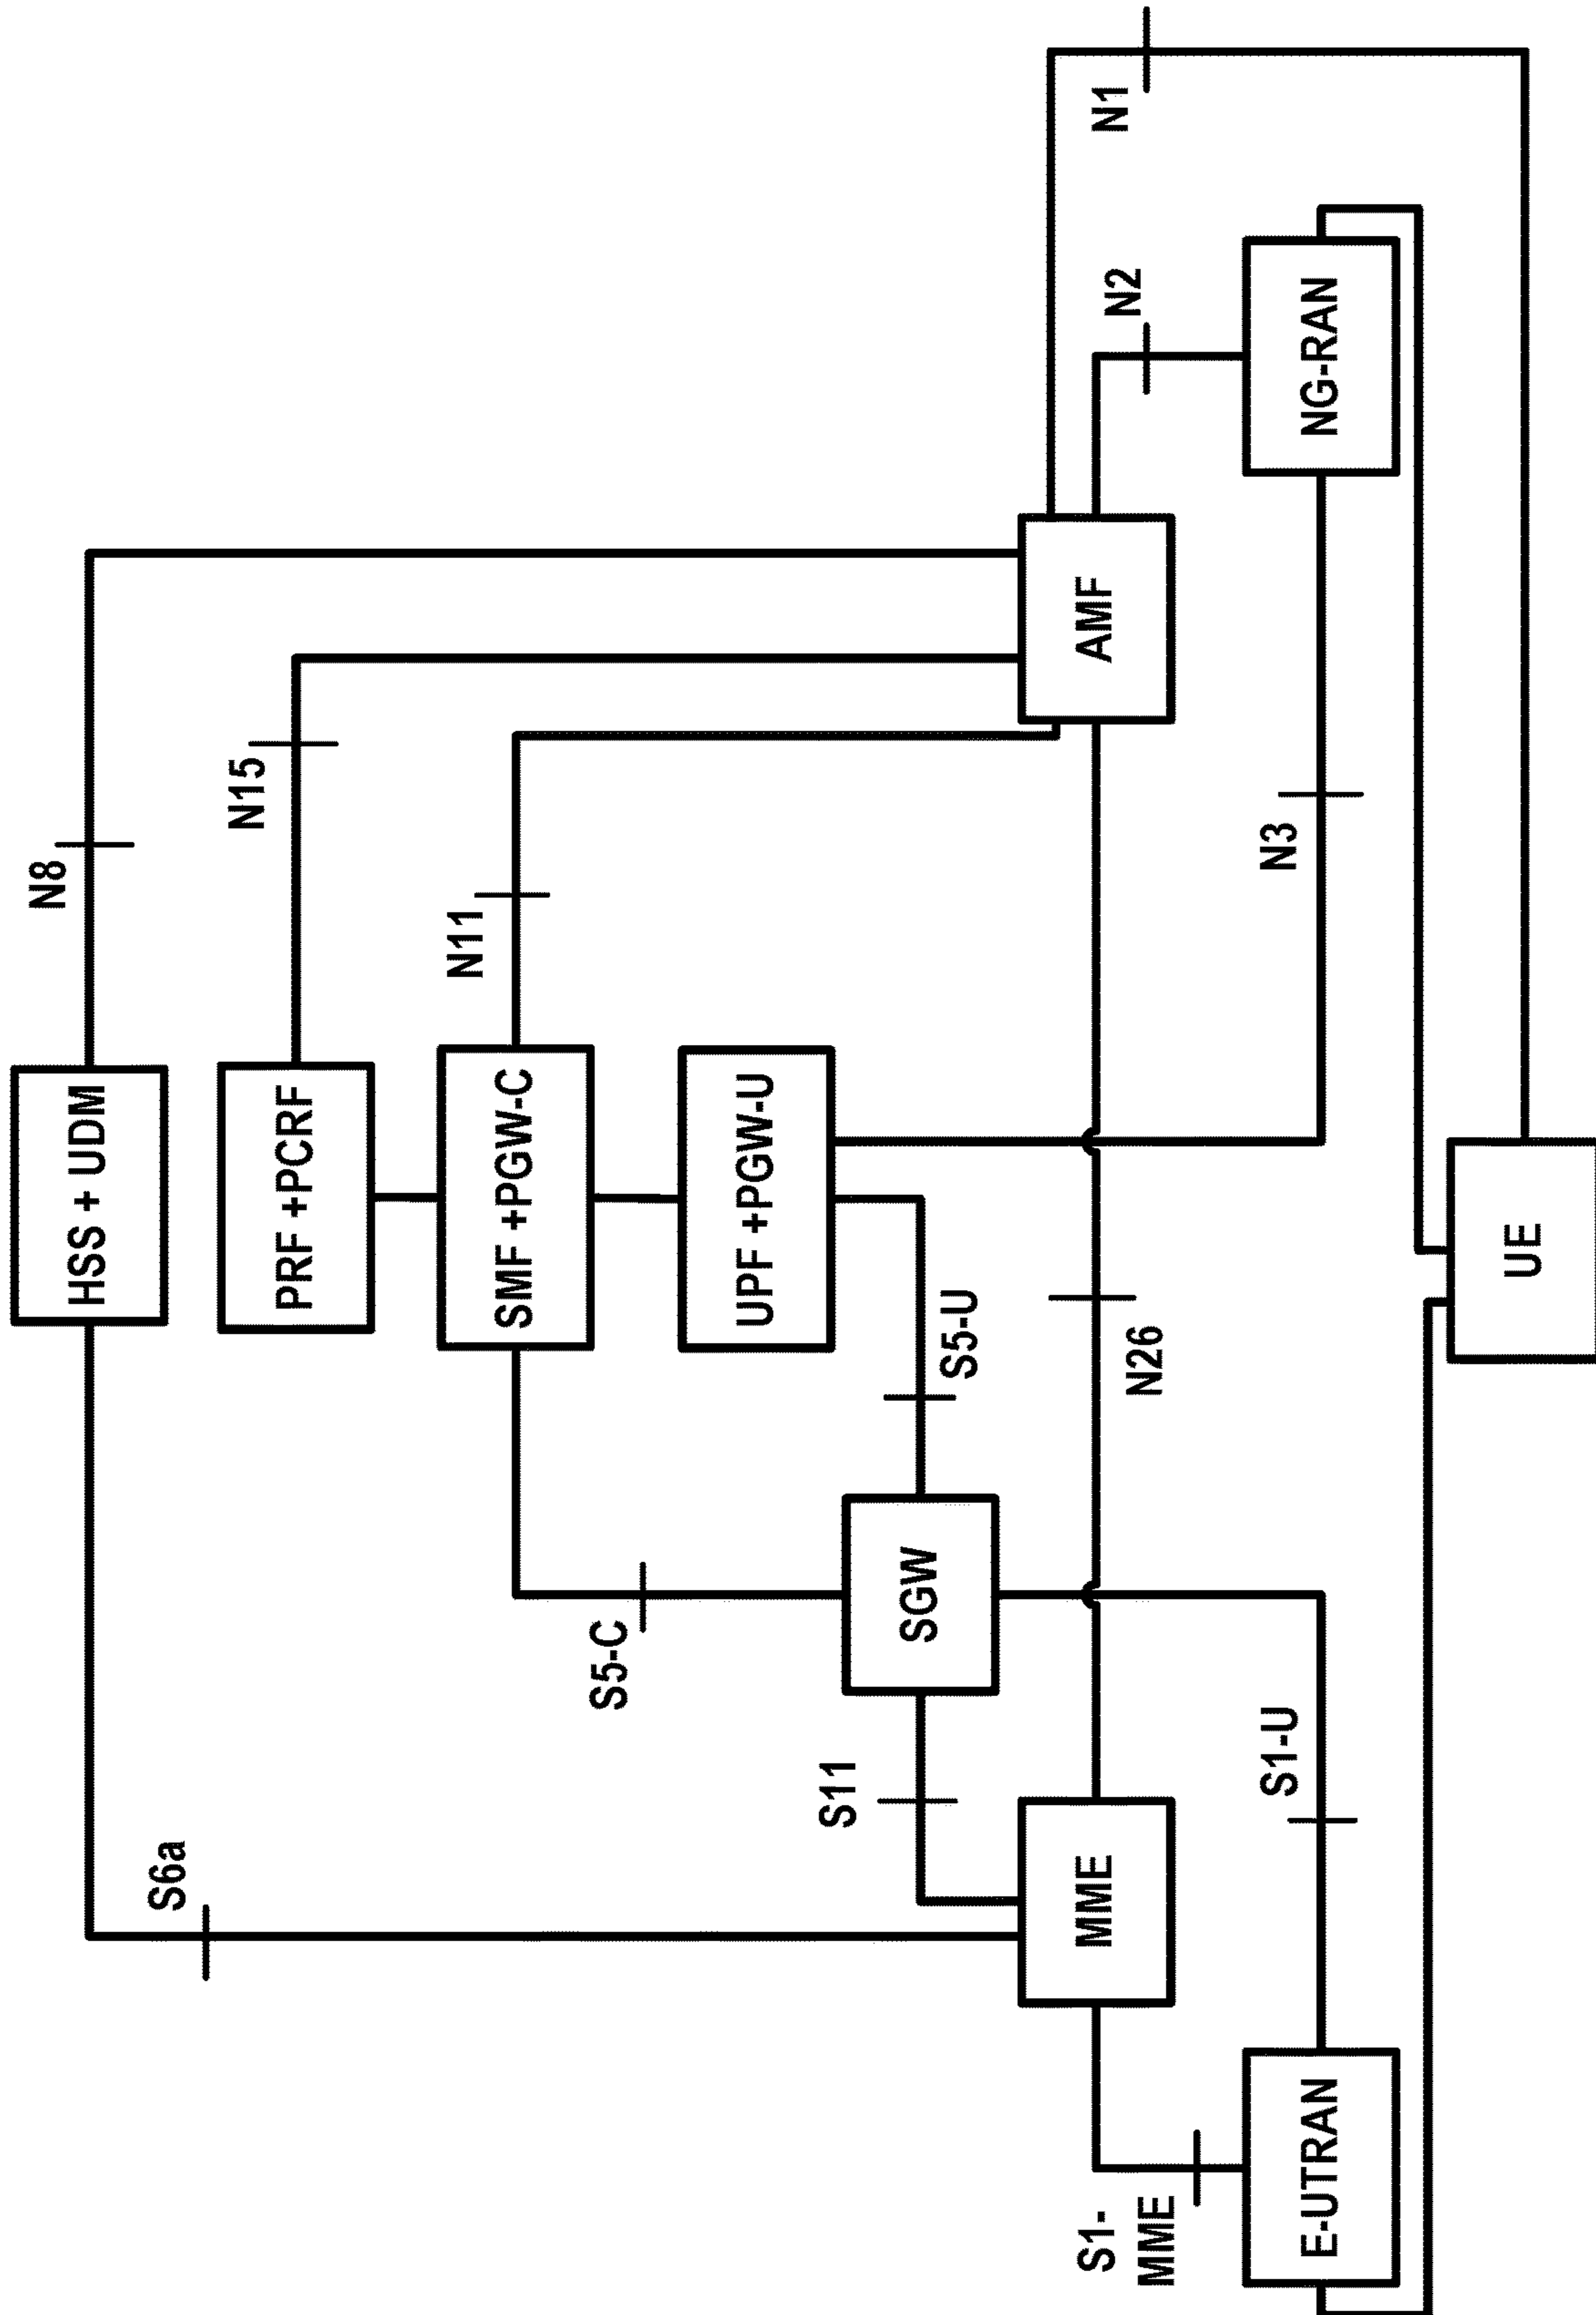 HSS + UDM
S6a
N8
PRF +PCRF
N15
SMF +PGW-C
N11
S5-C
UPF +PGW-U
S5-U
SGW
S11
MME
N26
AMF
N1
S1-
MME
N2
E-UTRAN
S1-U
N3
NG-RAN
UE